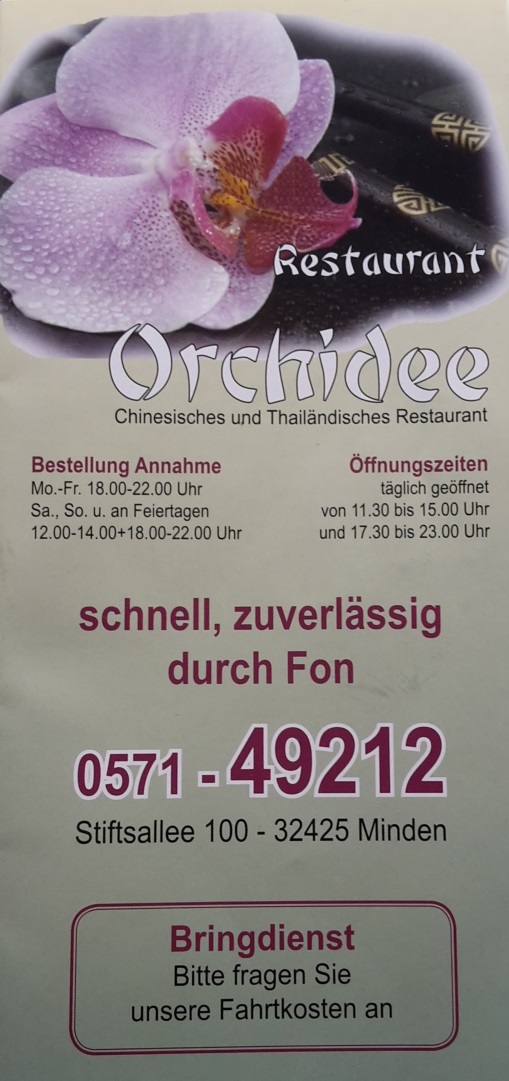 Restaurant
Orchidee
Chinesisches und Thailändisches Restaurant
Bestellung Annahme
Mo.-Fr. 18.00-22.00 Uhr
Sa., So. u. an Feiertagen
12.00-14.00+18.00-22.00 Uhr
Öffnungszeiten
täglich geöffnet
von 11.30 bis 15.00 Uhr
und 17.30 bis 23.00 Uhr
schnell, zuverlässig
durch Fon
0571 - 49212
Stiftsallee 100 - 32425 Minden
Bringdienst
Bitte fragen Sie
unsere Fahrtkosten an